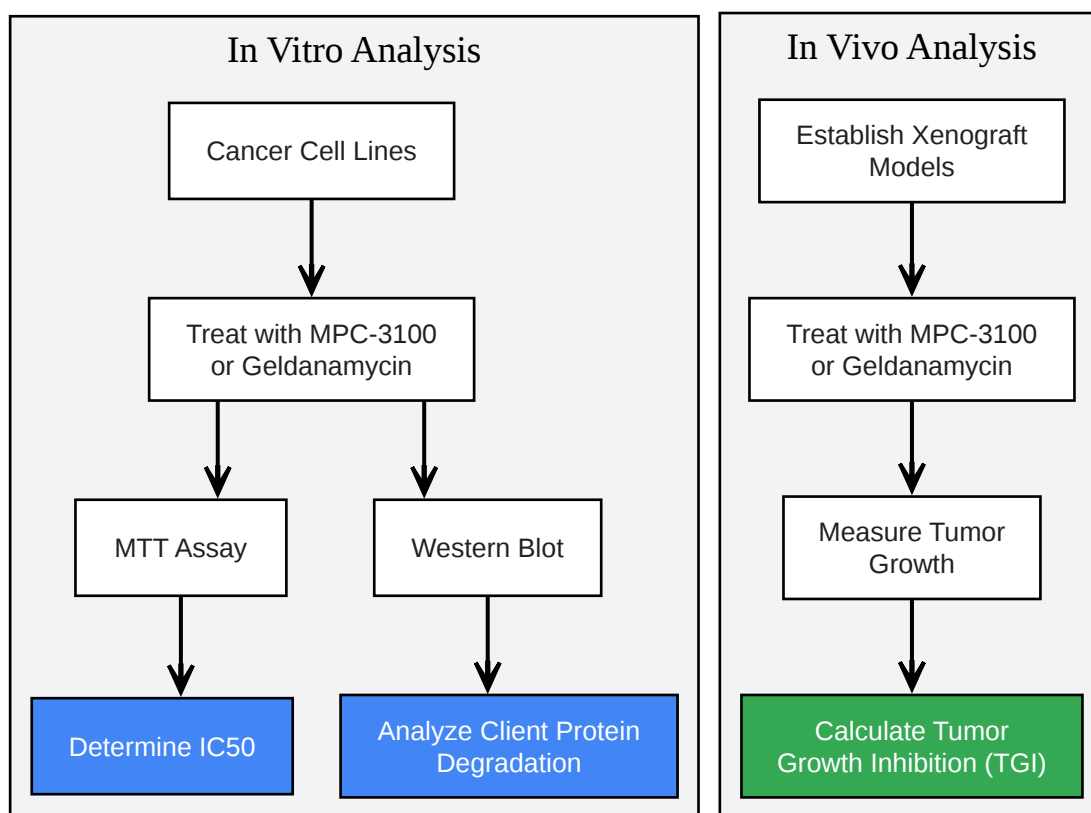 In Vitro Analysis
Cancer Cell Lines
Treat with MPC-3100
or Geldanamycin
MTT Assay
Western Blot
Determine IC50
Analyze Client Protein
Degradation
In Vivo Analysis
Establish Xenograft
Models
Treat with MPC-3100
or Geldanamycin
Measure Tumor
Growth
Calculate Tumor
Growth Inhibition (TGI)